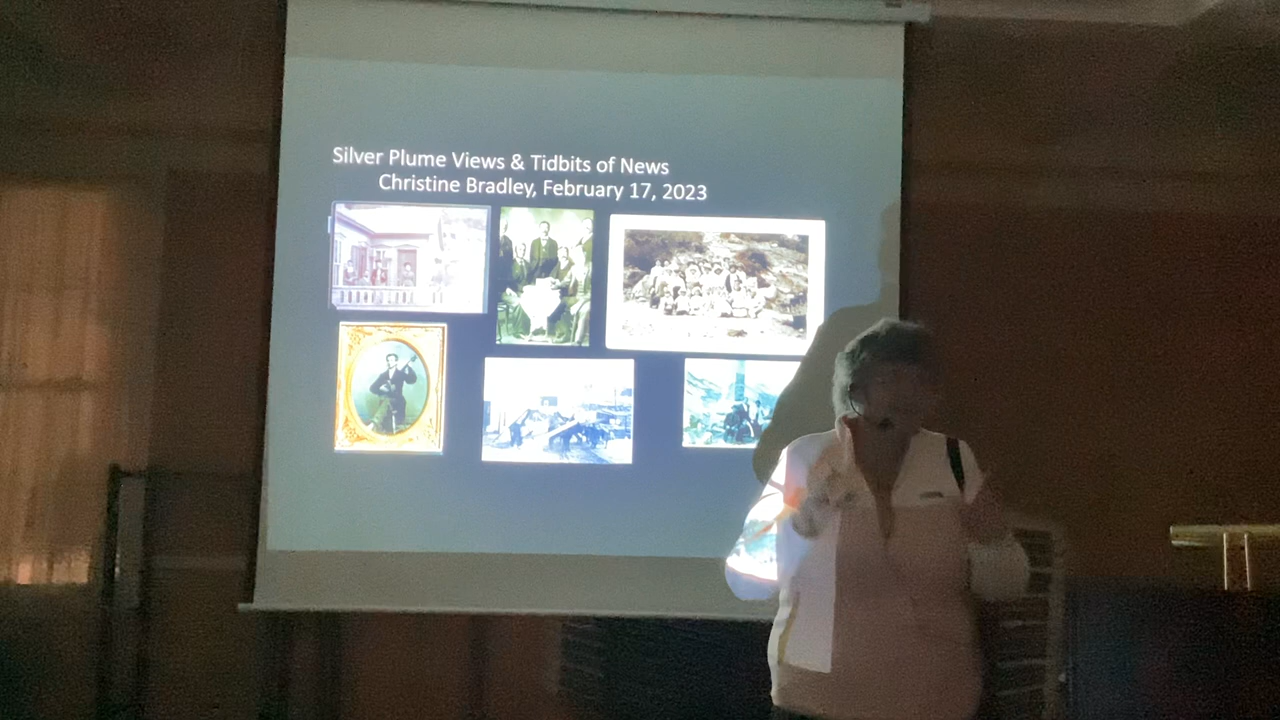 Silver Plume Views & Tidbits of News
Christine Bradley, February 17, 2023